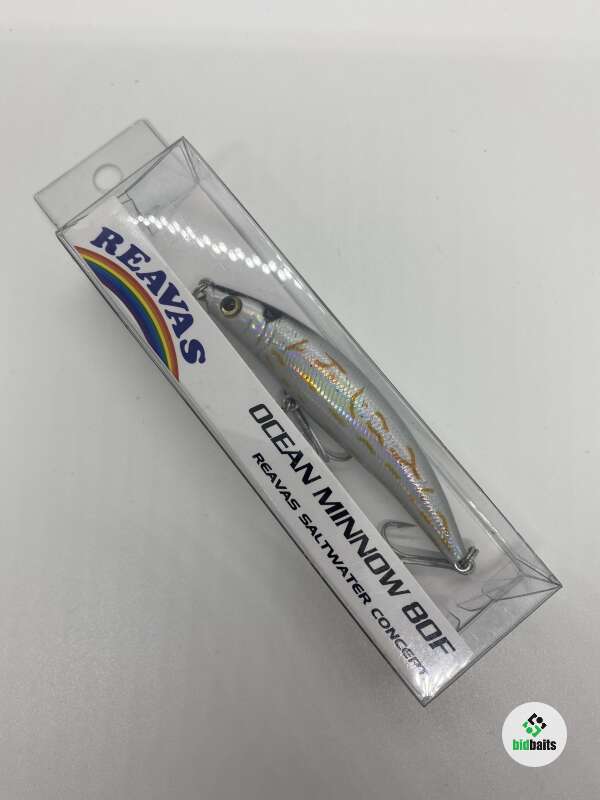 REAVAS
OCEAN MINNOW 80F
REAVAS SALTWATER CONCEPT
bidbaits